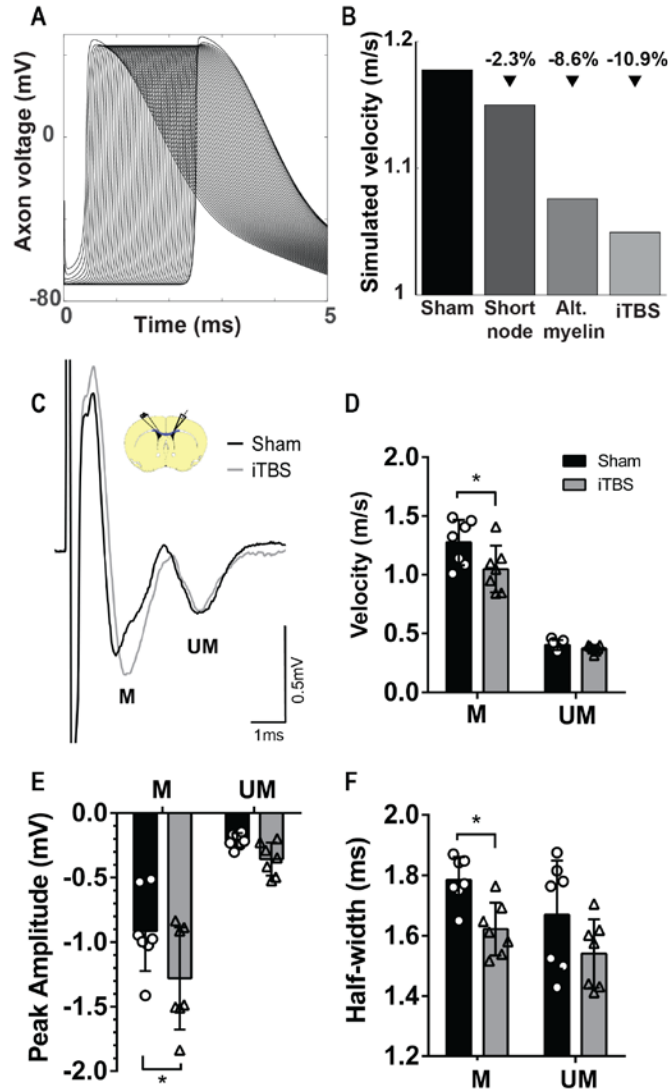 A
Axon voltage
0
-80
0
5
Time (ms)
B
Simulated velocity (m/s)
1.2
1.1
1
-2.3%
-8.6%
-10.9%
Sham
Short
node
Alt.
myelin
iTBS
C
Sham
iTBS
M
UM
0.5mV
1ms
D
Velocity (m/s)
2.0
1.5
1.0
0.5
0.0
*
Sham
iTBS
M
UM
E
M
UM
Peak Amplitude (mV)
0.0
-0.5
-1.0
-1.5
-2.0
*
F
Half-width (ms)
2.0
1.8
1.6
1.4
1.2
*
M
UM